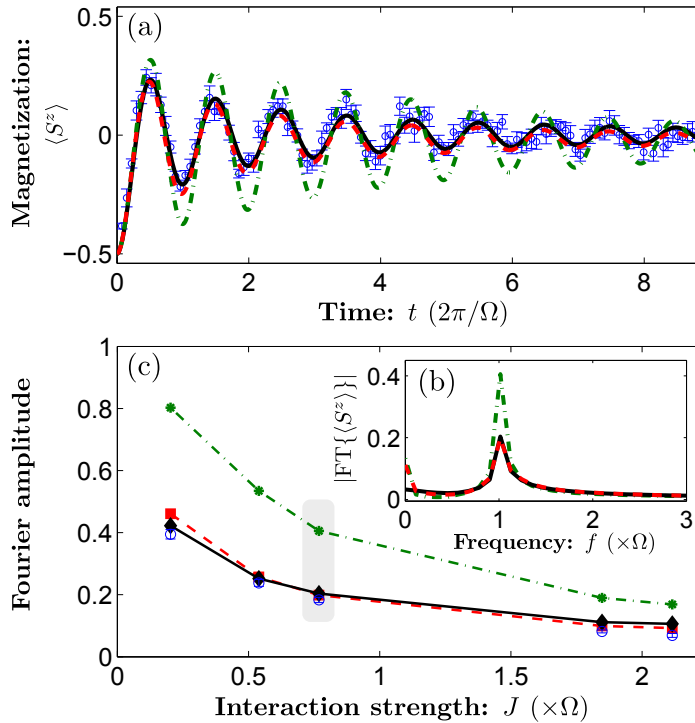 (a)
Magnetization:
⟨S^z⟩
0.5
0
−0.5
0 2 4 6 8
Time: t (2π/Ω)
(c)
Fourier amplitude
1
0.8
0.6
0.4
0.2
0
0 0.5 1 1.5 2
Interaction strength: J (×Ω)
(b)
|FT{⟨S^z⟩}|
0.4
0.2
0
0 1 2 3
Frequency: f (×Ω)